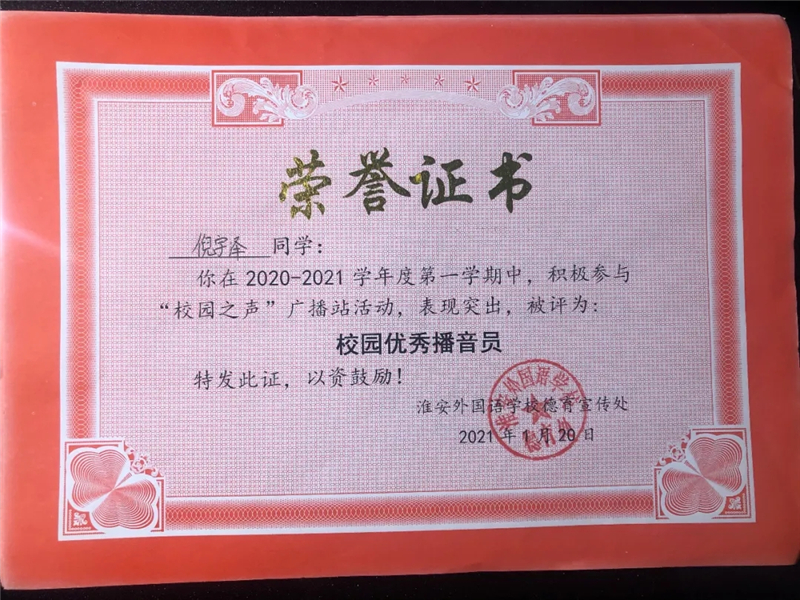 荣誉证书
倪宇泽 同学：
你在 2020-2021 学年度第一学期中，积极参与
“校园之声”广播站活动，表现突出，被评为：
校园优秀播音员
特发此证，以资鼓励！
淮安外国语学校德育宣传处
2021 年 1 月 20 日